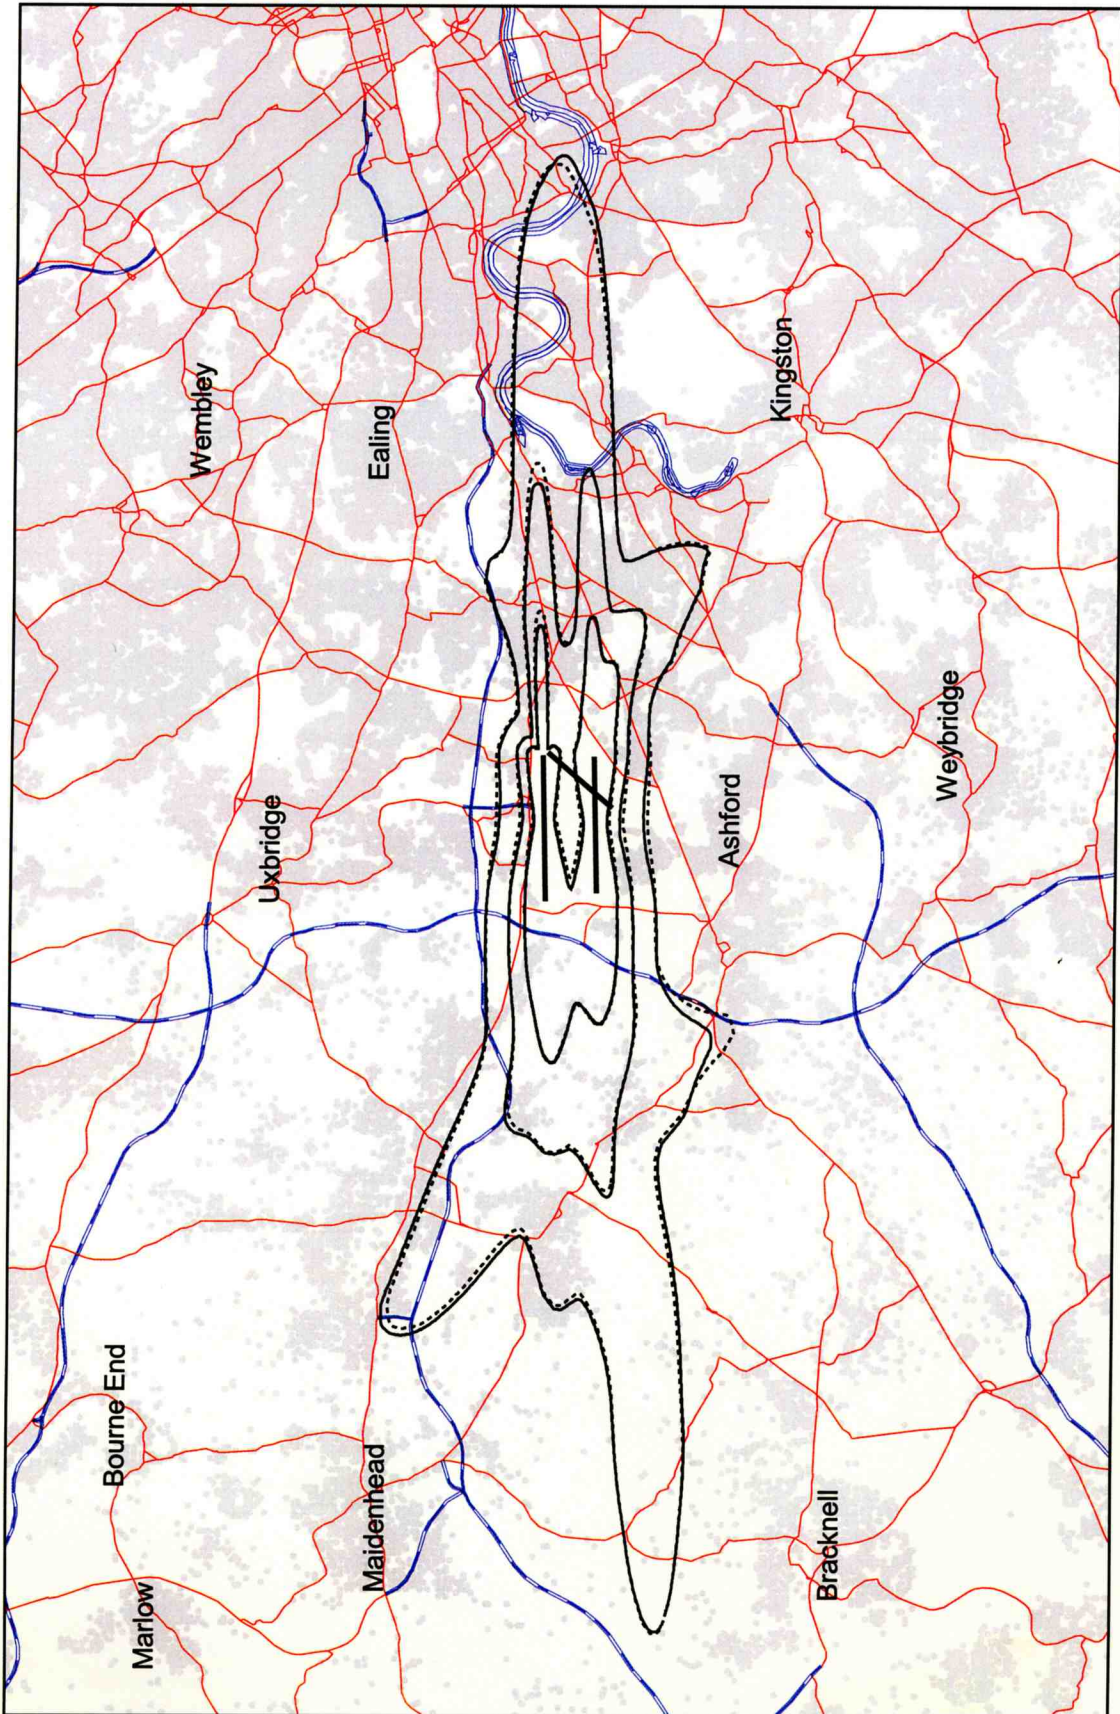 Marlow
Bourne End
Maidenhead
Bracknell
Uxbridge
Ashford
Weybridge
Wembley
Ealing
Kingston